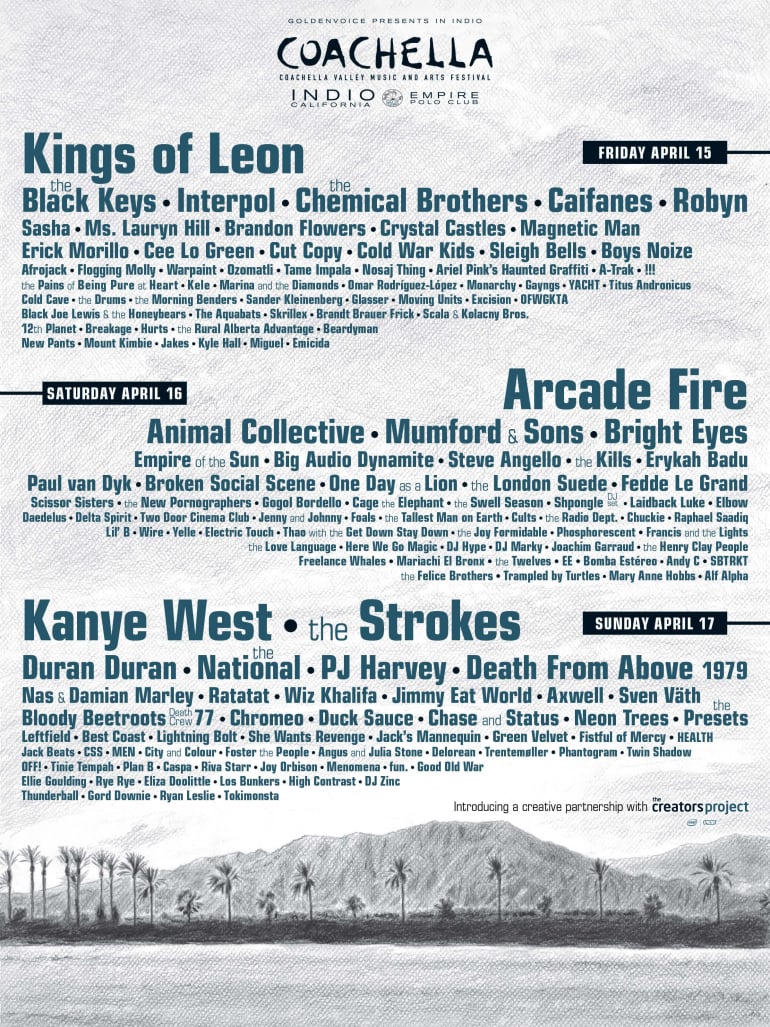 GOLDENVOICE PRESENTS IN INDIO
COACHELLA
COACHELLA VALLEY MUSIC AND ARTS FESTIVAL
INDIO CALIFORNIA EMPIRE POLO CLUB
Kings of Leon
FRIDAY APRIL 15
the Black Keys • Interpol • the Chemical Brothers • Caifanes • Robyn
Sasha • Ms. Lauryn Hill • Brandon Flowers • Crystal Castles • Magnetic Man
Erick Morillo • Cee Lo Green • Cut Copy • Cold War Kids • Sleigh Bells • Boys Noize
Afrojack • Flogging Molly • Warpaint • Ozomatli • Tame Impala • Nosaj Thing • Ariel Pink's Haunted Graffiti • A-Trak • !!!
the Pains of Being Pure at Heart • Kele • Marina and the Diamonds • Omar Rodríguez-López • Monarchy • Gayngs • YACHT • Titus Andronicus
Cold Cave • the Drums • the Morning Benders • Sander Kleinenberg • Glasser • Moving Units • Excision • OFWGKTA
Black Joe Lewis & the Honeybears • The Aquabats • Skrillex • Brandt Brauer Frick • Scala & Kolacny Bros.
12th Planet • Breakage • Hurts • the Rural Alberta Advantage • Beardyman
New Pants • Mount Kimbie • Jakes • Kyle Hall • Miguel • Emicida
SATURDAY APRIL 16
Arcade Fire
Animal Collective • Mumford & Sons • Bright Eyes
Empire of the Sun • Big Audio Dynamite • Steve Angello • the Kills • Erykah Badu
Paul van Dyk • Broken Social Scene • One Day as a Lion • the London Suede • Fedde Le Grand
Scissor Sisters • the New Pornographers • Gogol Bordello • Cage the Elephant • the Swell Season • Shpongle DJ set • Laidback Luke • Elbow
Daedelus • Delta Spirit • Two Door Cinema Club • Jenny and Johnny • Foals • the Tallest Man on Earth • Cults • the Radio Dept. • Chuckie • Raphael Saadiq
Lil' B • Wire • Yelle • Electric Touch • Thao with the Get Down Stay Down • the Joy Formidable • Phosphorescent • Francis and the Lights
the Love Language • Here We Go Magic • DJ Hype • DJ Marky • Joachim Garraud • the Henry Clay People
Freelance Whales • Mariachi El Bronx • the Twelves • EE • Bomba Estéreo • Andy C • SBTRKT
the Felice Brothers • Trampled by Turtles • Mary Anne Hobbs • Alf Alpha
Kanye West • the Strokes
SUNDAY APRIL 17
Duran Duran • the National • PJ Harvey • Death From Above 1979
Nas & Damian Marley • Ratatat • Wiz Khalifa • Jimmy Eat World • Axwell • Sven Väth
Bloody Beetroots Death Crew 77 • Chromeo • Duck Sauce • Chase and Status • Neon Trees • the Presets
Leftfield • Best Coast • Lightning Bolt • She Wants Revenge • Jack's Mannequin • Green Velvet • Fistful of Mercy • HEALTH
Jack Beats • CSS • MEN • City and Colour • Foster the People • Angus and Julia Stone • Delorean • Trentemøller • Phantogram • Twin Shadow
OFF! • Tinie Tempah • Plan B • Caspa • Riva Starr • Joy Orbison • Menomena • fun. • Good Old War
Ellie Goulding • Rye Rye • Eliza Doolittle • Los Bunkers • High Contrast • DJ Zinc
Thunderball • Gord Downie • Ryan Leslie • Tokimonsta
Introducing a creative partnership with the creatorsproject